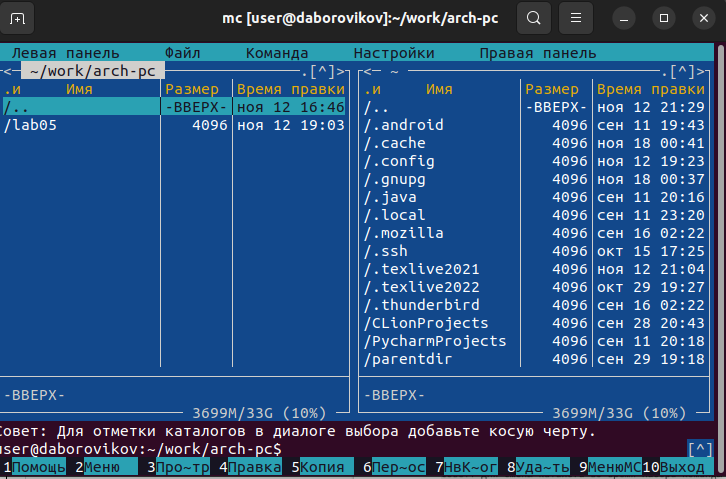 mc [user@daborovikov]:~/work/arch-pc
Левая панель Файл Команда Настройки Правая панель
<— ~/work/arch-pc .[^]> <— ~ .[^]>
.и Имя Размер Время правки .и Имя Размер Время правки
/.. -ВВЕРХ- ноя 12 16:46 /.. -ВВЕРХ- ноя 12 21:29
/lab05 4096 ноя 12 19:03 /.android 4096 сен 11 19:43
/.cache 4096 ноя 18 00:41
/.config 4096 ноя 12 19:23
/.gnupg 4096 ноя 18 00:37
/.java 4096 сен 11 20:16
/.local 4096 сен 11 23:20
/.mozilla 4096 сен 16 02:22
/.ssh 4096 окт 15 17:25
/.texlive2021 4096 ноя 12 21:04
/.texlive2022 4096 окт 29 19:27
/.thunderbird 4096 сен 16 02:22
/CLionProjects 4096 сен 28 20:43
/PycharmProjects 4096 сен 11 20:18
/parentdir 4096 сен 29 19:18
-ВВЕРХ- -ВВЕРХ-
3699M/33G (10%) 3699M/33G (10%)
Совет: Для отметки каталогов в диалоге выбора добавьте косую черту.
user@daborovikov:~/work/arch-pc$ [^]
1Помощь 2Меню 3Про~тр 4Правка 5Копия 6Пер~ос 7НвК~ог 8Уда~ть 9МенюMC 10Выход